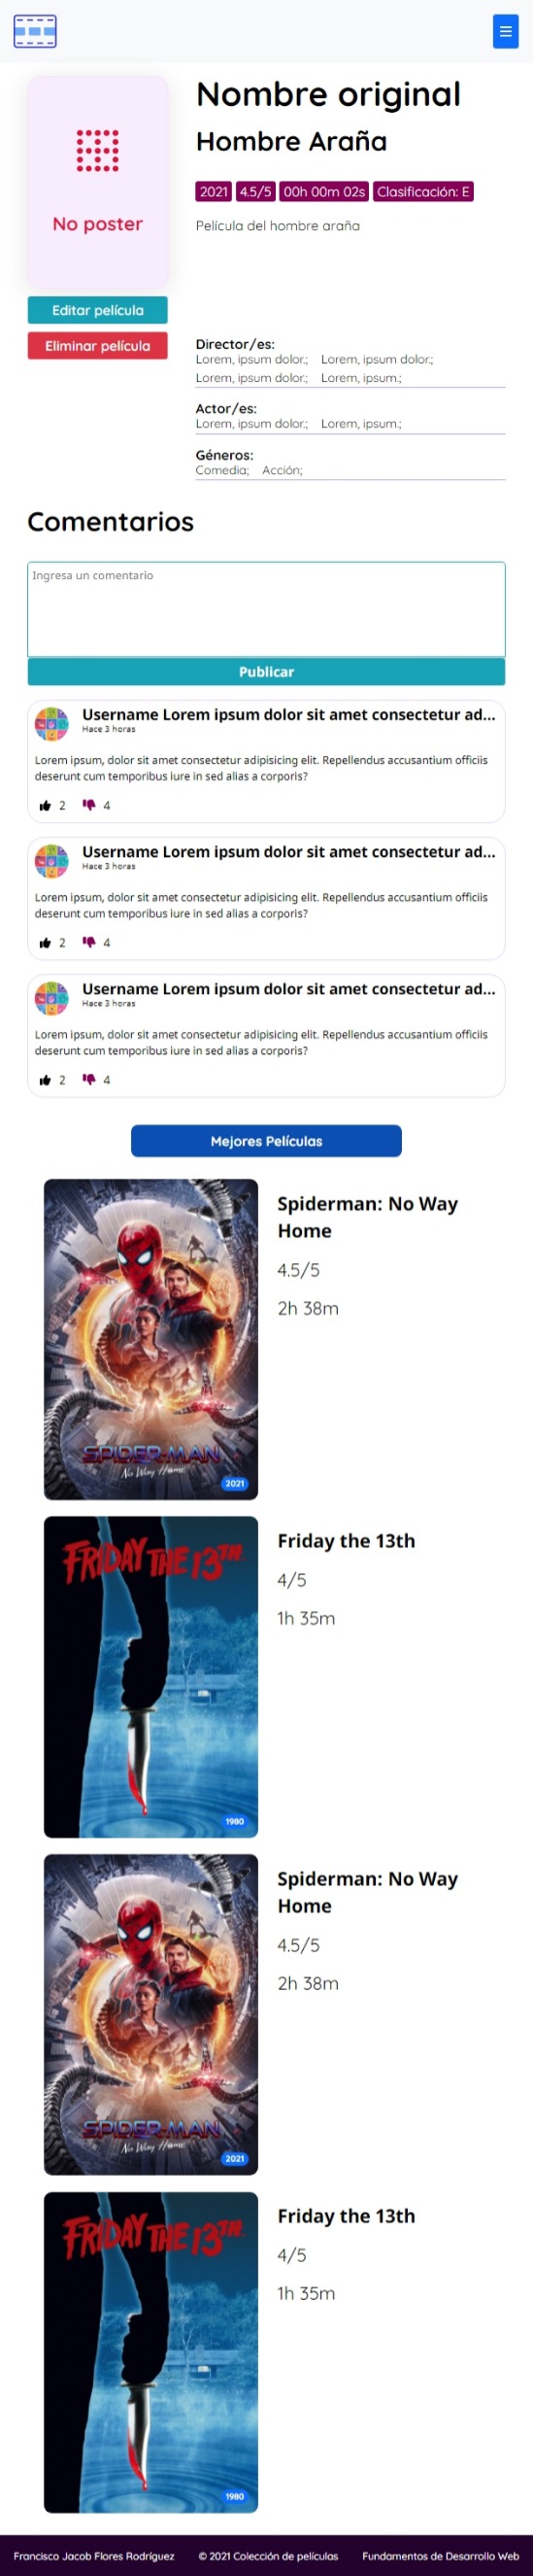 Nombre original
Hombre Araña
2021 4.5/5 00h 00m 02s Clasificación: E
Película del hombre araña
No poster
Editar película
Eliminar película
Director/es:
Lorem, ipsum dolor.; Lorem, ipsum dolor.;
Lorem, ipsum dolor.; Lorem, ipsum.;
Actor/es:
Lorem, ipsum dolor.; Lorem, ipsum.;
Géneros:
Comedia; Acción;
Comentarios
Ingresa un comentario
Publicar
Username Lorem ipsum dolor sit amet consectetur ad...
Hace 3 horas
Lorem ipsum, dolor sit amet consectetur adipisicing elit. Repellendus accusantium officiis
deserunt cum temporibus iure in sed alias a corporis?
2 4
Username Lorem ipsum dolor sit amet consectetur ad...
Hace 3 horas
Lorem ipsum, dolor sit amet consectetur adipisicing elit. Repellendus accusantium officiis
deserunt cum temporibus iure in sed alias a corporis?
2 4
Username Lorem ipsum dolor sit amet consectetur ad...
Hace 3 horas
Lorem ipsum, dolor sit amet consectetur adipisicing elit. Repellendus accusantium officiis
deserunt cum temporibus iure in sed alias a corporis?
2 4
Mejores Películas
Spiderman: No Way
Home
4.5/5
2h 38m
SPIDER-MAN
No Way Home
2021
Friday the 13th
4/5
1h 35m
FRIDAY THE 13TH
1980
Spiderman: No Way
Home
4.5/5
2h 38m
SPIDER-MAN
No Way Home
2021
Friday the 13th
4/5
1h 35m
FRIDAY THE 13TH
1980
Francisco Jacob Flores Rodríguez © 2021 Colección de películas Fundamentos de Desarrollo Web